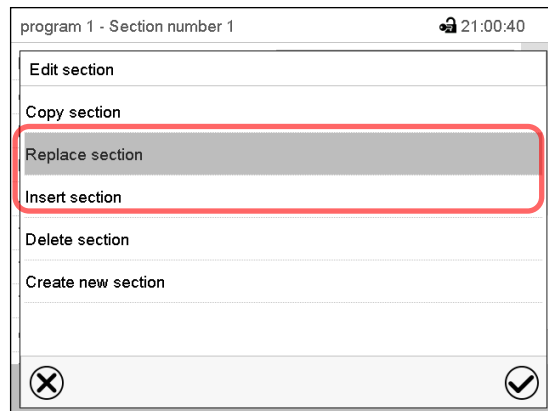 program 1 - Section number 1 21:00:40
Edit section
Copy section
Replace section
Insert section
Delete section
Create new section